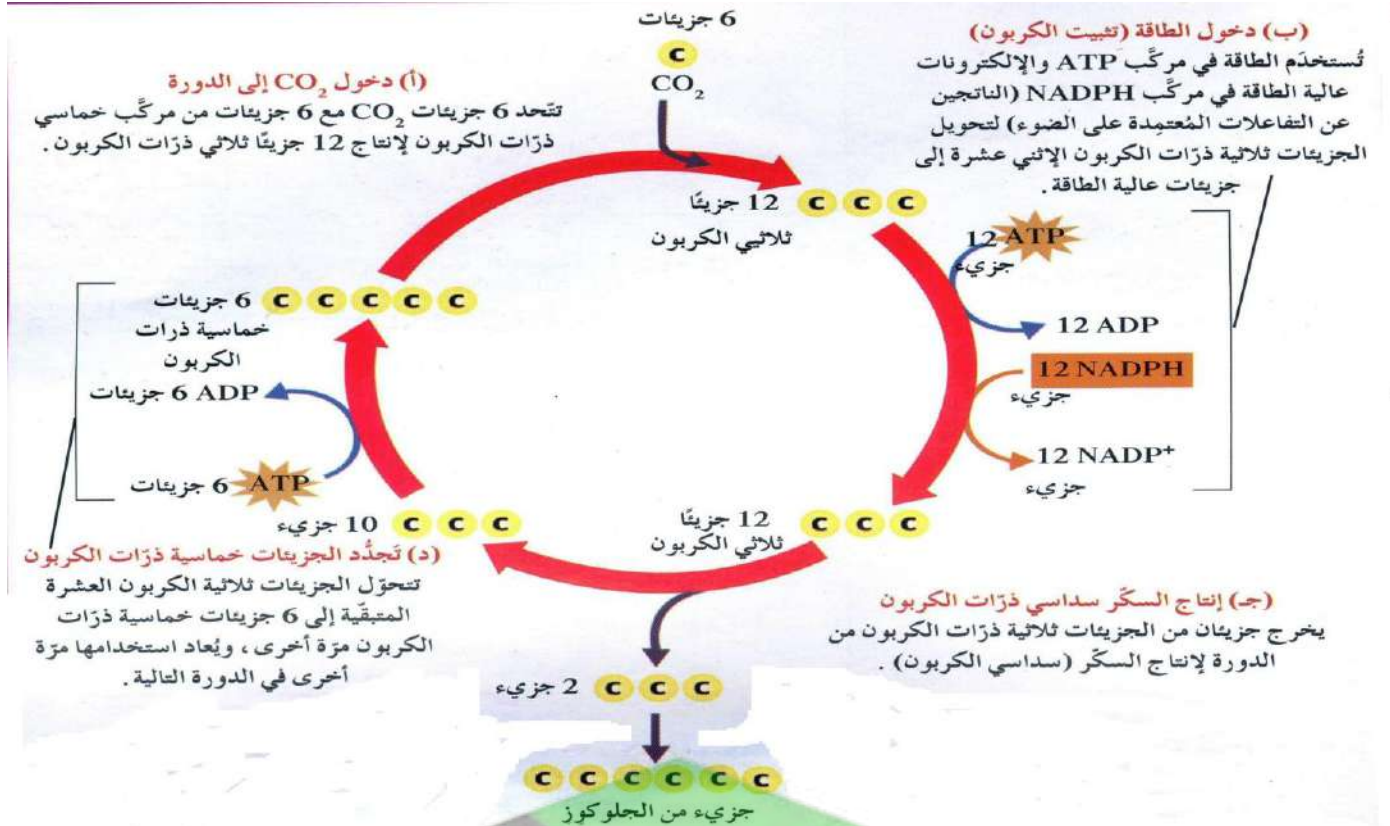 6 جزيئات
C
CO₂
(أ) دخول CO₂ إلى الدورة
تتّحد 6 جزيئات CO₂ مع 6 جزيئات من مركَّب خماسي
ذرّات الكربون لإنتاج 12 جزيئًا ثلاثي ذرّات الكربون.
(ب) دخول الطاقة (تثبيت الكربون)
تُستخدَم الطاقة في مركَّب ATP والإلكترونات
عالية الطاقة في مركَّب NADPH (الناتجين
عن التفاعلات المُعتمِدة على الضوء) لتحويل
الجزيئات ثلاثية ذرّات الكربون الإثني عشرة إلى
جزيئات عالية الطاقة.
12 جزيئًا C C C
ثلاثيي الكربون
12 ATP
جزيء
12 ADP
12 NADPH
جزيء
12 NADP⁺
جزيء
12 جزيئًا C C C
ثلاثي الكربون
(جـ) إنتاج السكّر سداسي ذرّات الكربون
يخرج جزيئان من الجزيئات ثلاثية ذرّات الكربون من
الدورة لإنتاج السكّر (سداسي الكربون).
2 جزيء C C C
C C C C C C
جزيء من الجلوكوز
10 جزيء C C C
(د) تَجدُّد الجزيئات خماسية ذرّات الكربون
تتحوّل الجزيئات ثلاثية الكربون العشرة
المتبقّية إلى 6 جزيئات خماسية ذرّات
الكربون مرّة أخرى، ويُعاد استخدامها مرّة
أخرى في الدورة التالية.
6 جزيئات ATP
6 جزيئات ADP
6 جزيئات C C C C C
خماسية ذرات
الكربون